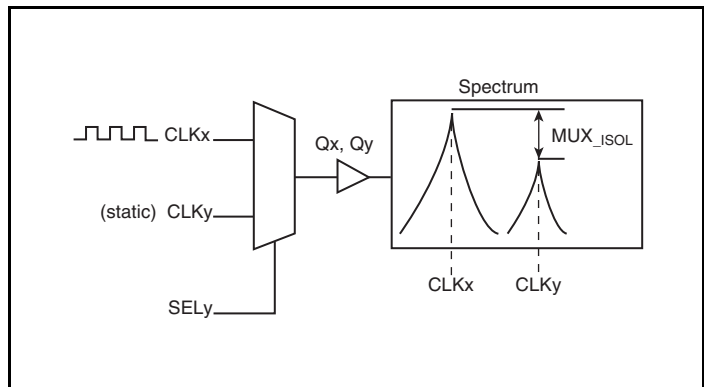 Spectrum
CLKx
Qx, Qy
MUX_ISOL
(static) CLKy
CLKx
CLKy
SELy